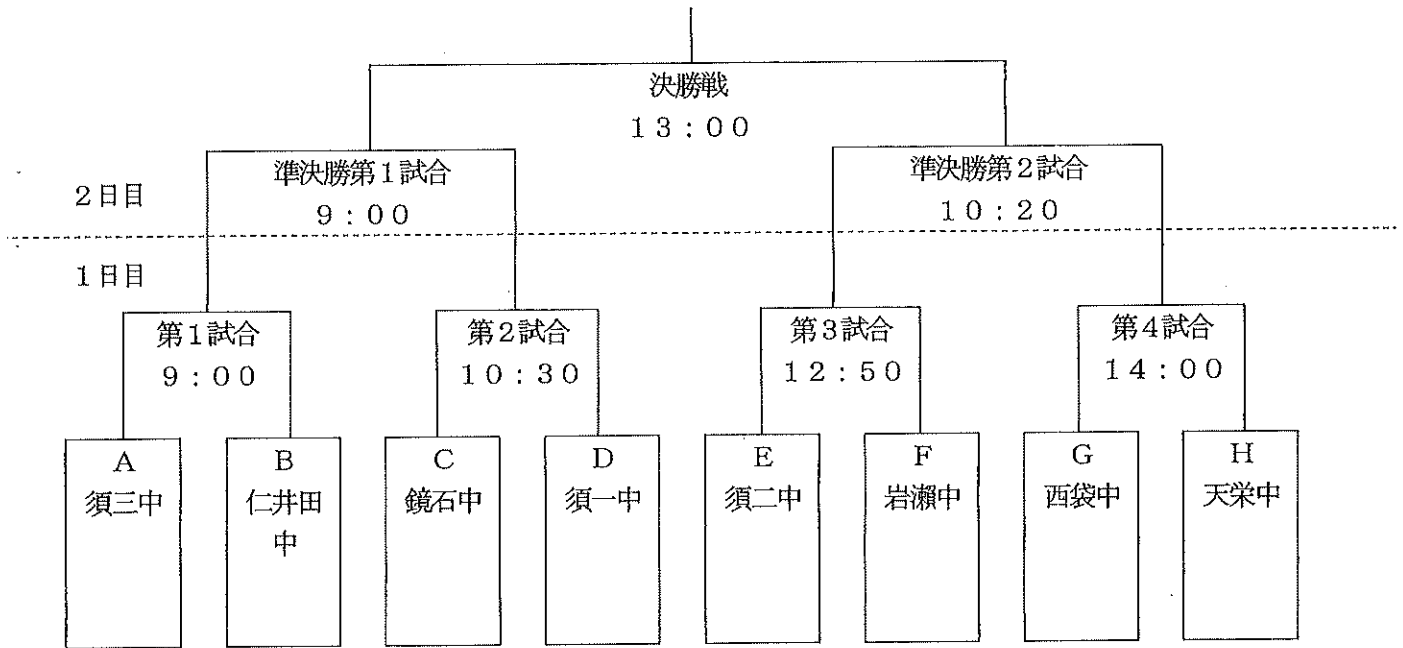 決勝戦
13:00
準決勝第1試合
準決勝第2試合
2日目
9:00
10:20
1日目
第1試合
第2試合
第3試合
第4試合
9:00
10:30
12:50
14:00
A
B
C
D
E
F
G
H
須三中
仁井田
中
鏡石中
須一中
須二中
岩瀬中
西袋中
天栄中